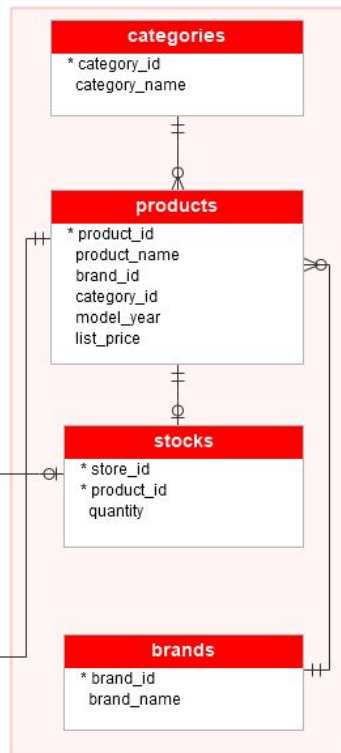 categories
* category_id
category_name
products
* product_id
product_name
brand_id
category_id
model_year
list_price
stocks
* store_id
* product_id
quantity
brands
* brand_id
brand_name